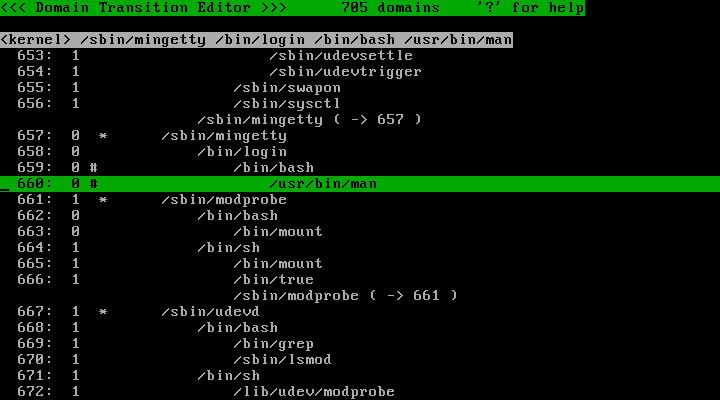 <<< Domain Transition Editor >>>      705 domains    '?' for help
<kernel> /sbin/mingetty /bin/login /bin/bash /usr/bin/man
653:  1                     /sbin/udevsettle
654:  1                     /sbin/udevtrigger
655:  1                 /sbin/swapon
656:  1                 /sbin/sysctl
/sbin/mingetty ( -> 657 )
657:  0  *      /sbin/mingetty
658:  0             /bin/login
659:  0 #               /bin/bash
_ 660:  0 #                   /usr/bin/man
661:  1  *      /sbin/modprobe
662:  0             /bin/bash
663:  0                 /bin/mount
664:  1             /bin/sh
665:  1                 /bin/mount
666:  1                 /bin/true
/sbin/modprobe ( -> 661 )
667:  1  *      /sbin/udevd
668:  1             /bin/bash
669:  1                 /bin/grep
670:  1                 /sbin/lsmod
671:  1             /bin/sh
672:  1                 /lib/udev/modprobe